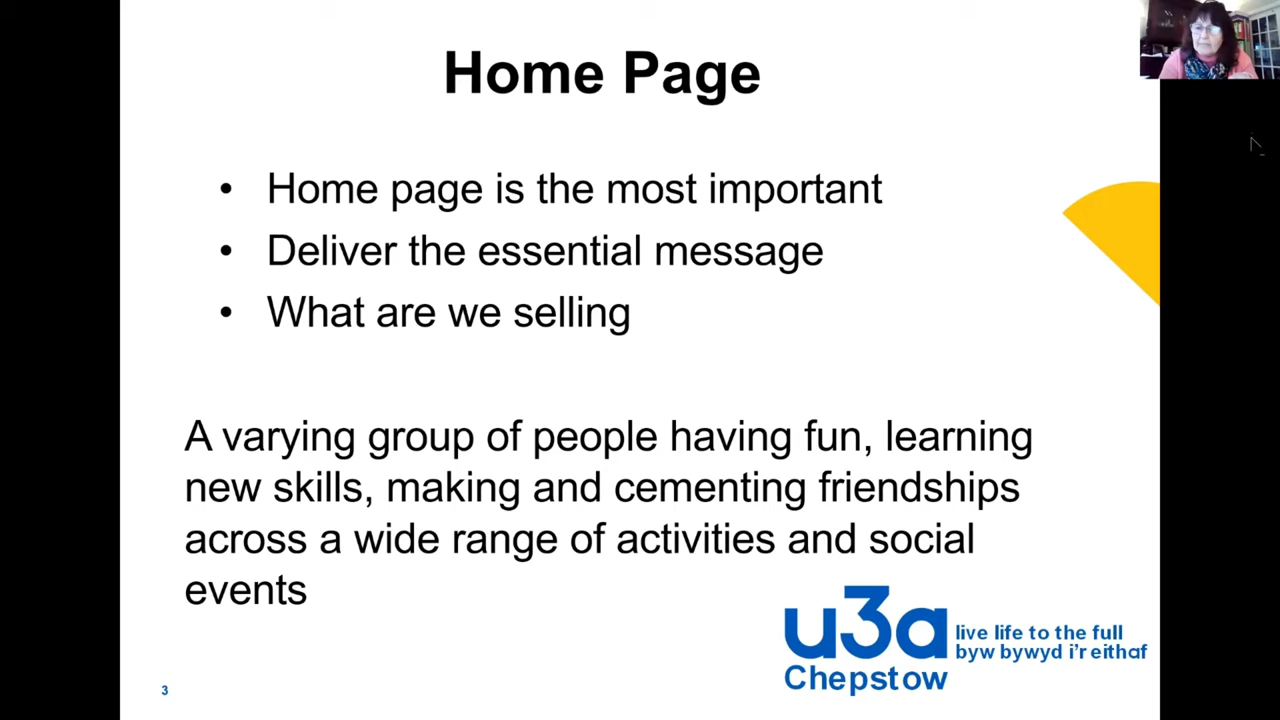 Home Page
• Home page is the most important
• Deliver the essential message
• What are we selling
A varying group of people having fun, learning
new skills, making and cementing friendships
across a wide range of activities and social
events
u3a
live life to the full
byw bywyd i'r eithaf
Chepstow
3